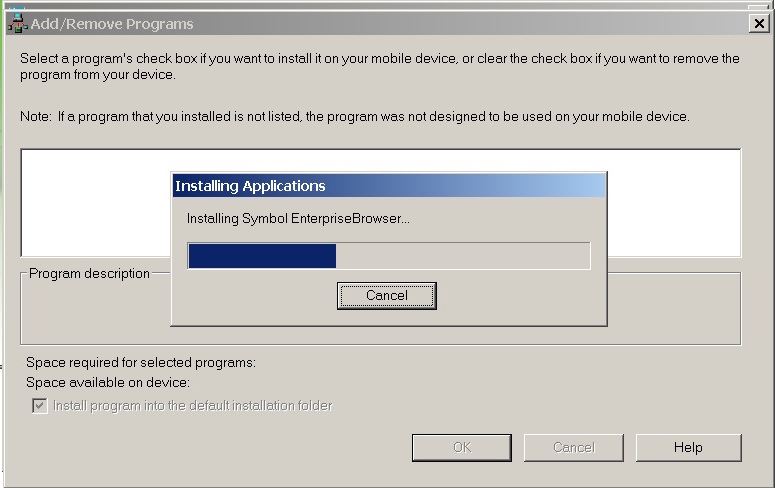 Add/Remove Programs
Select a program's check box if you want to install it on your mobile device, or clear the check box if you want to remove the
program from your device.
Note: If a program that you installed is not listed, the program was not designed to be used on your mobile device.
Installing Applications
Installing Symbol EnterpriseBrowser...
Cancel
Program description
Space required for selected programs:
Space available on device:
Install program into the default installation folder
OK
Cancel
Help